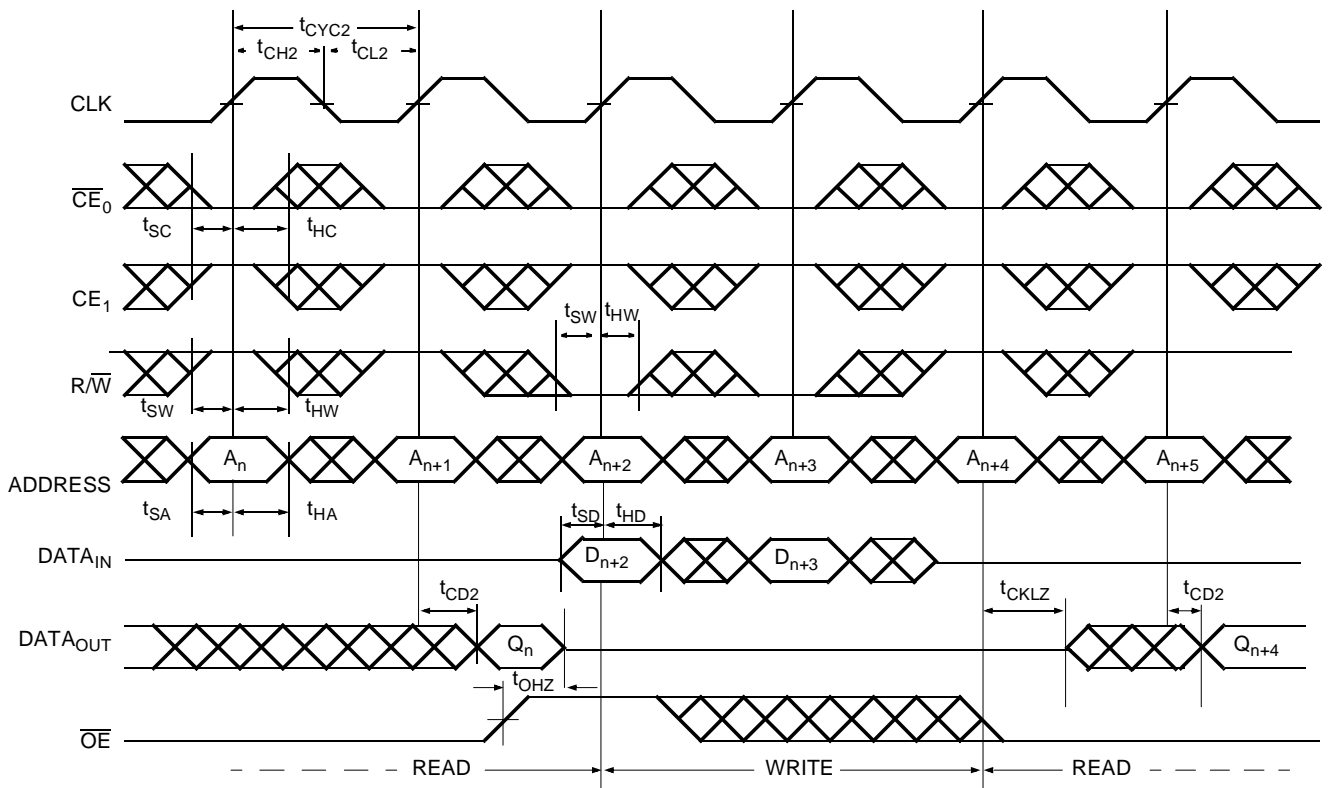 tCYC2
tCH2 tCL2
CLK
CE0
tSC tHC
CE1
tSW tHW
R/W
tSW tHW
An An+1 An+2 An+3 An+4 An+5
ADDRESS
tSA tHA
tSD tHD
DATAIN
Dn+2 Dn+3
tCD2 tCKLZ tCD2
DATAOUT
Qn Qn+4
tOHZ
OE
READ WRITE READ